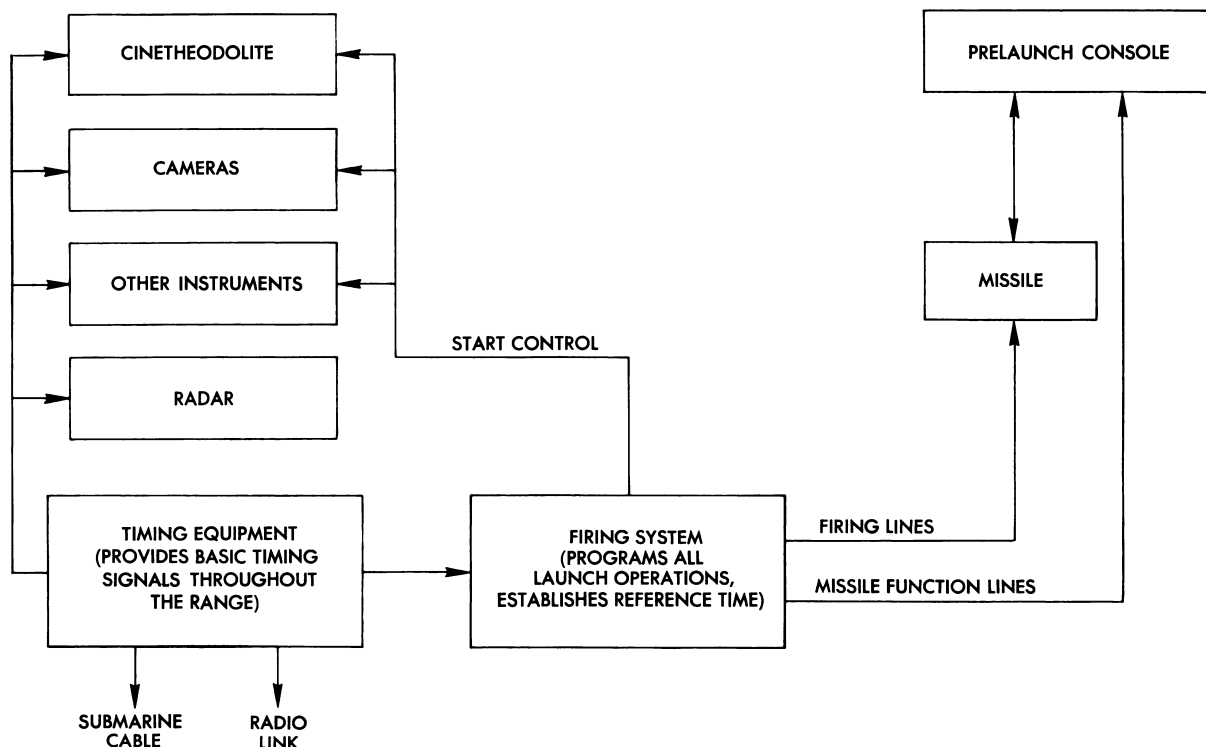 CINETHEODOLITE
PRELAUNCH CONSOLE
CAMERAS
OTHER INSTRUMENTS
MISSILE
START CONTROL
RADAR
TIMING EQUIPMENT
(PROVIDES BASIC TIMING
SIGNALS THROUGHOUT
THE RANGE)
FIRING SYSTEM
(PROGRAMS ALL
LAUNCH OPERATIONS,
ESTABLISHES REFERENCE TIME)
FIRING LINES
MISSILE FUNCTION LINES
SUBMARINE
CABLE
RADIO
LINK